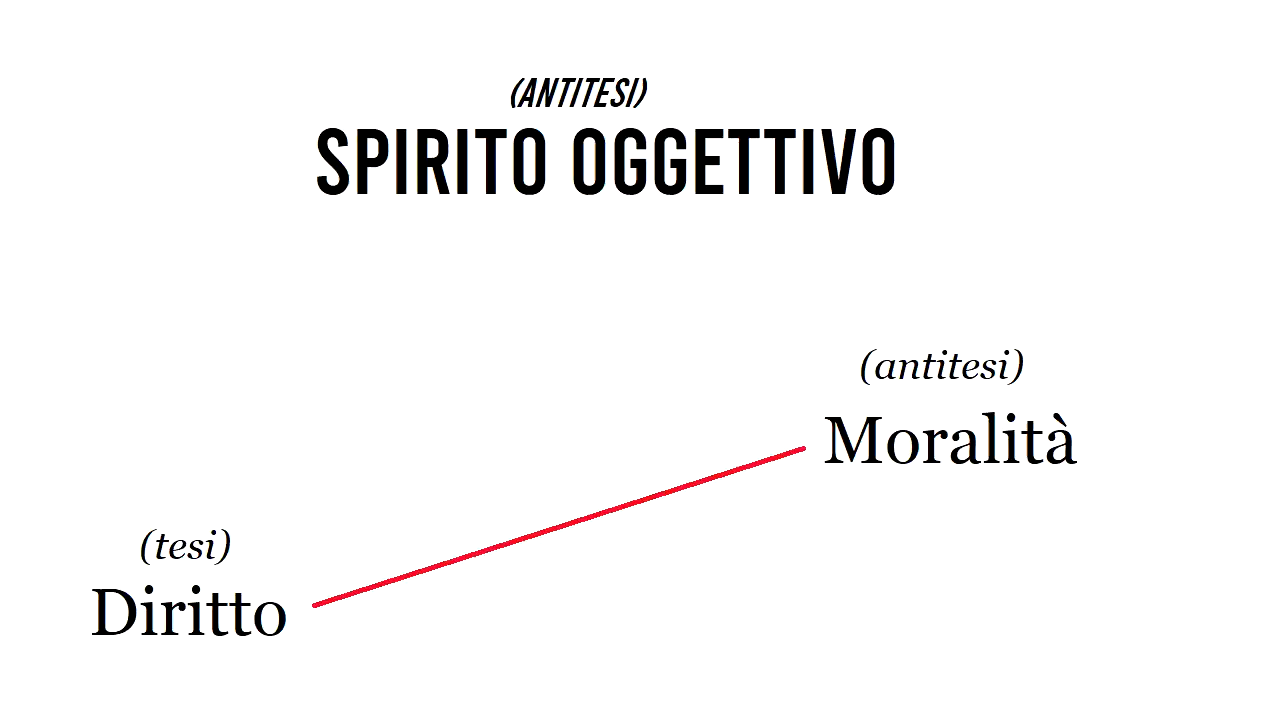 (ANTITESI)
SPIRITO OGGETTIVO
(antitesi)
Moralità
(tesi)
Diritto